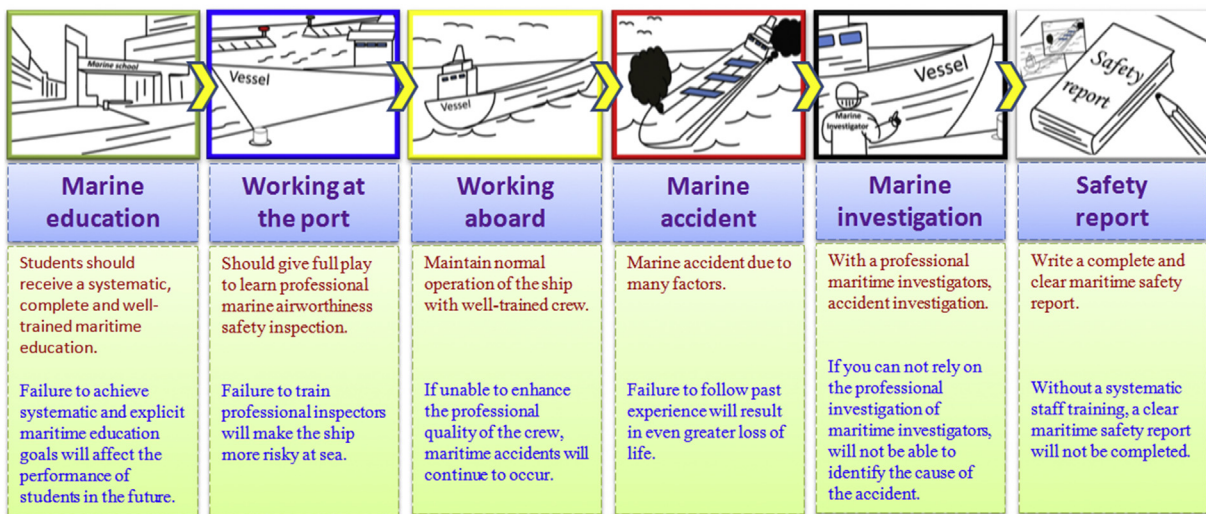 Marine school
Vessel
Vessel
Vessel
Marine
Investigator
Safety
report
Marine
education
Working at
the port
Working
aboard
Marine
accident
Marine
investigation
Safety
report
Students should
receive a systematic,
complete and well-
trained maritime
education.
Failure to achieve
systematic and explicit
maritime education
goals will affect the
performance of
students in the future.
Should give full play
to learn professional
marine airworthiness
safety inspection.
Failure to train
professional inspectors
will make the ship
more risky at sea.
Maintain normal
operation of the ship
with well-trained crew.
If unable to enhance
the professional
quality of the crew,
maritime accidents will
continue to occur.
Marine accident due to
many factors.
Failure to follow past
experience will result
in even greater loss of
life.
With a professional
maritime investigators,
accident investigation.
If you can not rely on
the professional
investigation of
maritime investigators,
will not be able to
identify the cause of
the accident.
Write a complete and
clear maritime safety
report.
Without a systematic
staff training, a clear
maritime safety report
will not be completed.